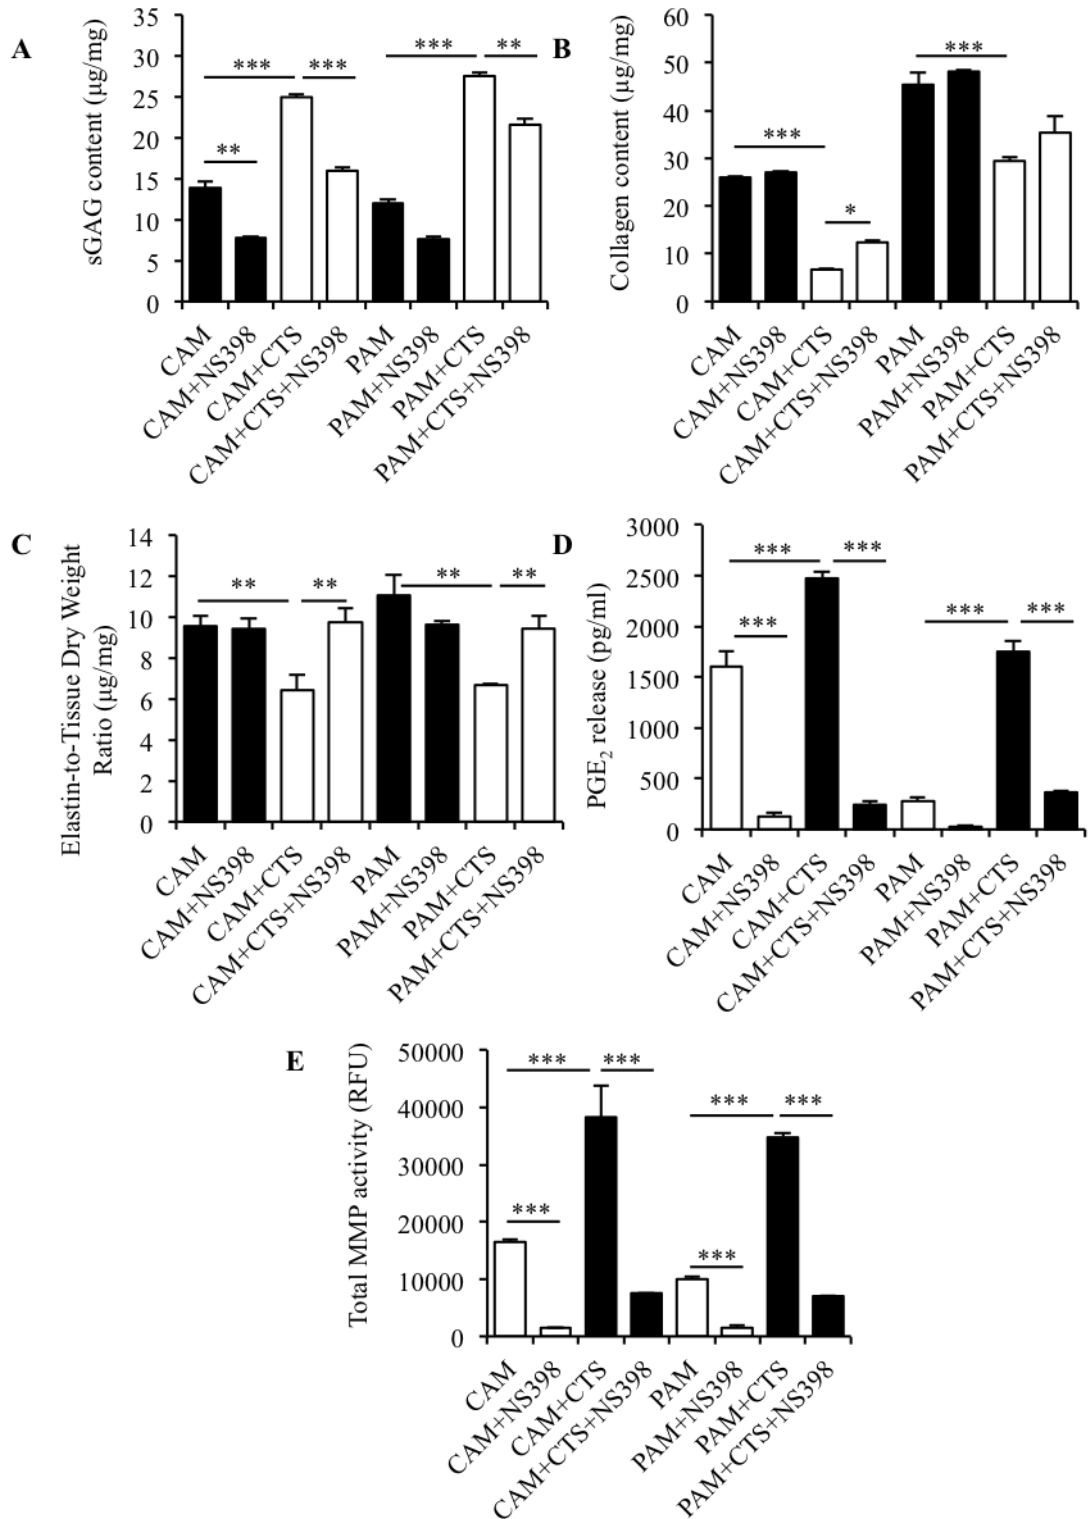 A
sGAG content (µg/mg)
35
30
25
20
15
10
5
0
***
***
**
***
**
CAM
CAM+NS398
CAM+CTS
CAM+CTS+NS398
PAM
PAM+NS398
PAM+CTS
PAM+CTS+NS398
B
Collagen content (µg/mg)
60
50
40
30
20
10
0
***
***
*
CAM
CAM+NS398
CAM+CTS
CAM+CTS+NS398
PAM
PAM+NS398
PAM+CTS
PAM+CTS+NS398
C
Elastin-to-Tissue Dry Weight
Ratio (µg/mg)
14
12
10
8
6
4
2
0
**
**
**
**
CAM
CAM+NS398
CAM+CTS
CAM+CTS+NS398
PAM
PAM+NS398
PAM+CTS
PAM+CTS+NS398
D
PGE₂ release (pg/ml)
3000
2500
2000
1500
1000
500
0
***
***
***
***
***
CAM
CAM+NS398
CAM+CTS
CAM+CTS+NS398
PAM
PAM+NS398
PAM+CTS
PAM+CTS+NS398
E
Total MMP activity (RFU)
50000
40000
30000
20000
10000
0
***
***
***
***
***
***
CAM
CAM+NS398
CAM+CTS
CAM+CTS+NS398
PAM
PAM+NS398
PAM+CTS
PAM+CTS+NS398